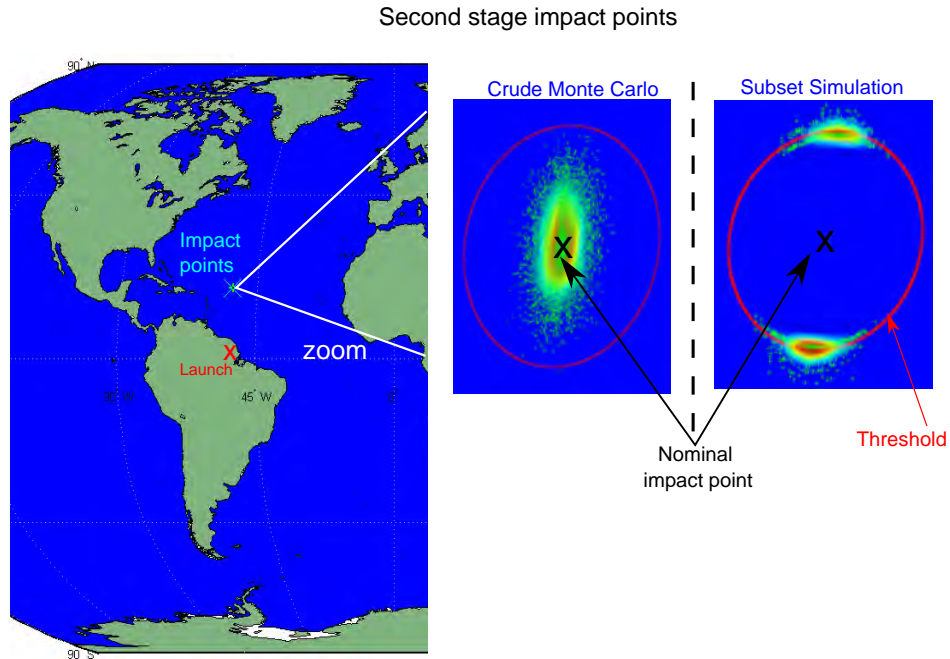 Second stage impact points
90° N
Impact
points
x
Launch
zoom
90° W
45° W
0°
90° S
Crude Monte Carlo
X
Subset Simulation
X
Threshold
Nominal
impact point